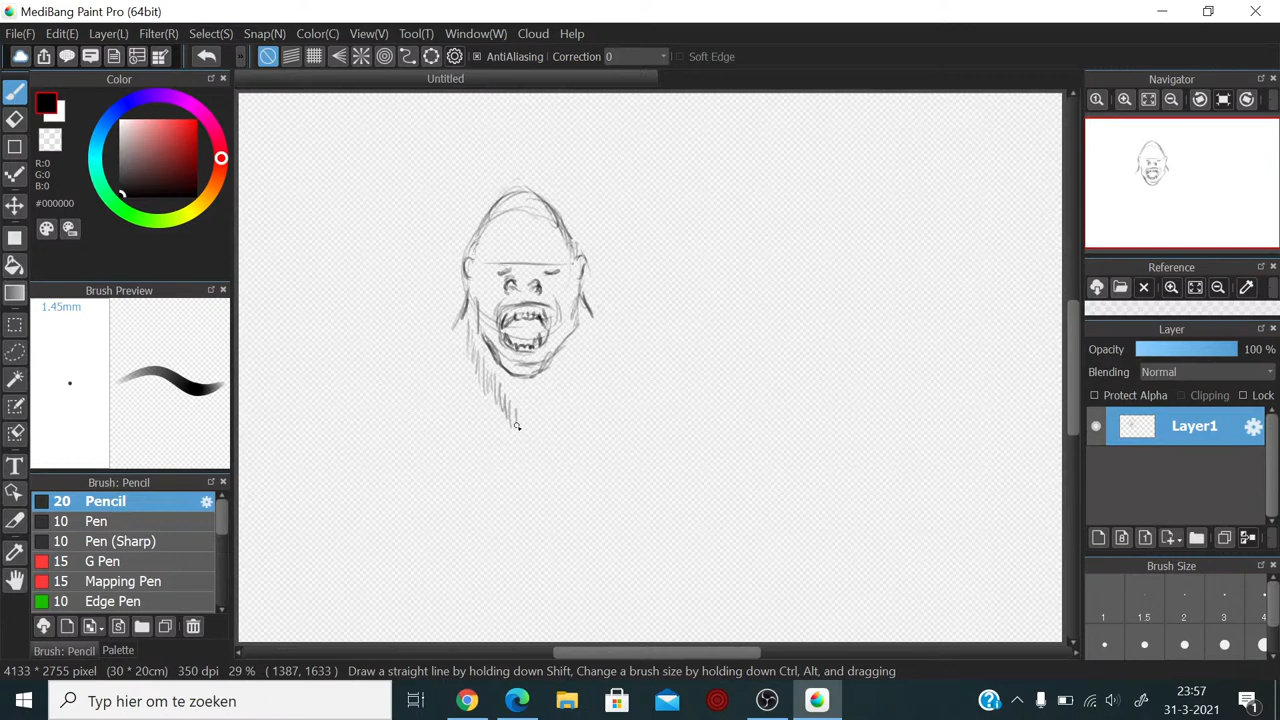 MediBang Paint Pro (64bit)
File(F) Edit(E) Layer(L) Filter(R) Select(S) Snap(N) Color(C) View(V) Tool(T) Window(W) Cloud Help
AntiAliasing Correction 0 Soft Edge
Color
Untitled
Navigator
R:0
G:0
B:0
#000000
Brush Preview
1.45mm
Reference
Layer
Opacity 100 %
Blending Normal
Protect Alpha Clipping Lock
Layer1
Brush: Pencil
20 Pencil
10 Pen
10 Pen (Sharp)
15 G Pen
15 Mapping Pen
10 Edge Pen
Brush Size
1 1.5 2 3 4
Brush: Pencil Palette
4133 * 2755 pixel (30 * 20cm) 350 dpi 29 % ( 1387, 1633 ) Draw a straight line by holding down Shift, Change a brush size by holding down Ctrl, Alt, and dragging
Typ hier om te zoeken
23:57
31-3-2021
1